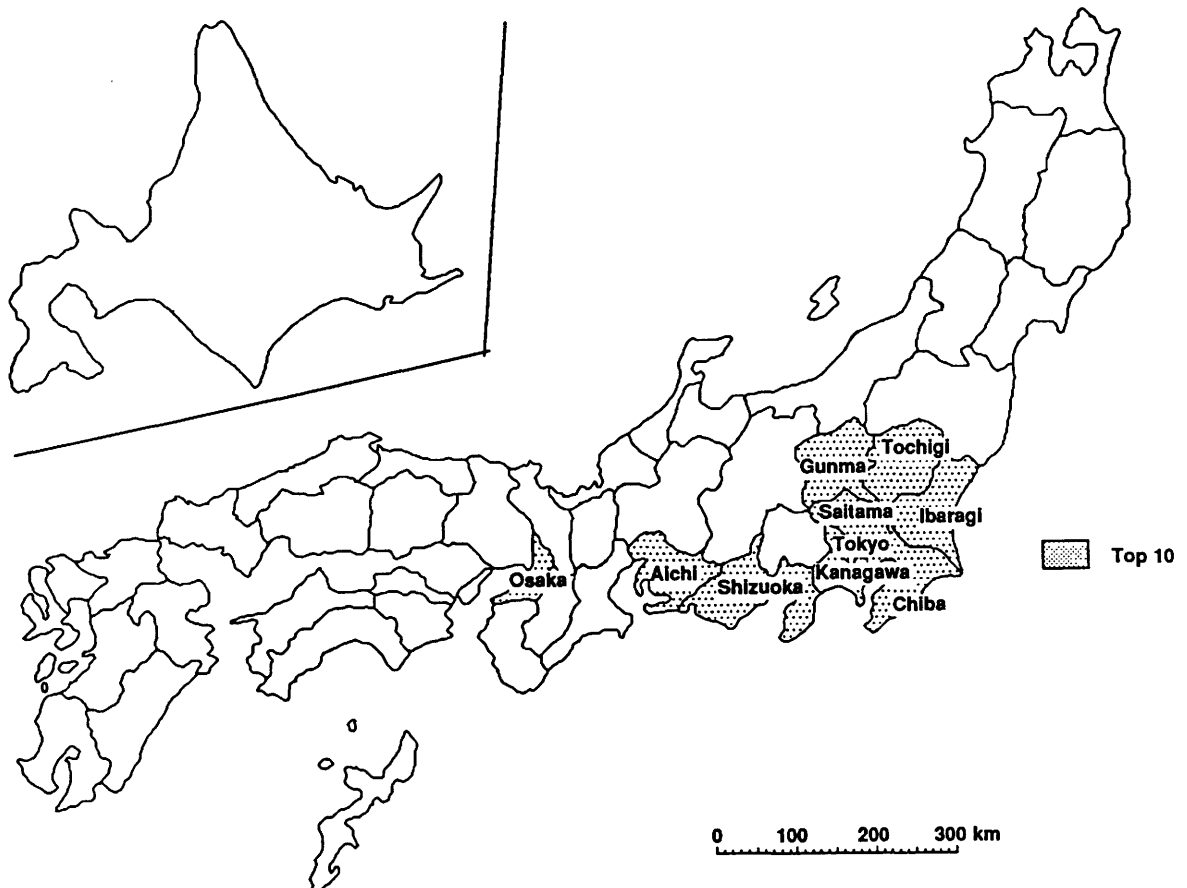 Tochigi
Gunma
Saitama
Ibaragi
Tokyo
Top 10
Osaka
Aichi
Shizuoka
Kanagawa
Chiba
0 100 200 300 km